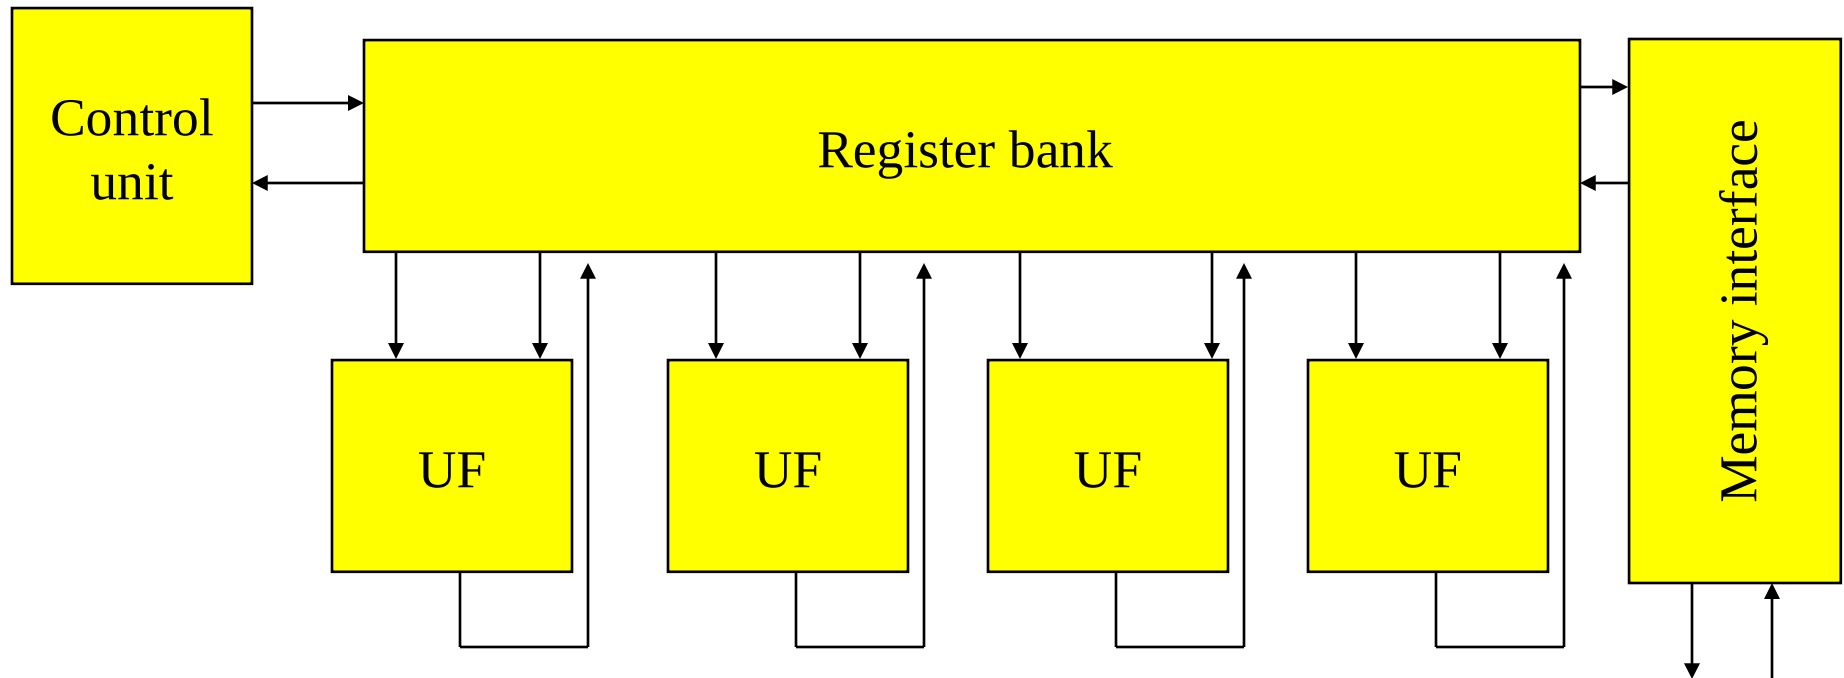 Control
unit
Register bank
Memory interface
UF
UF
UF
UF